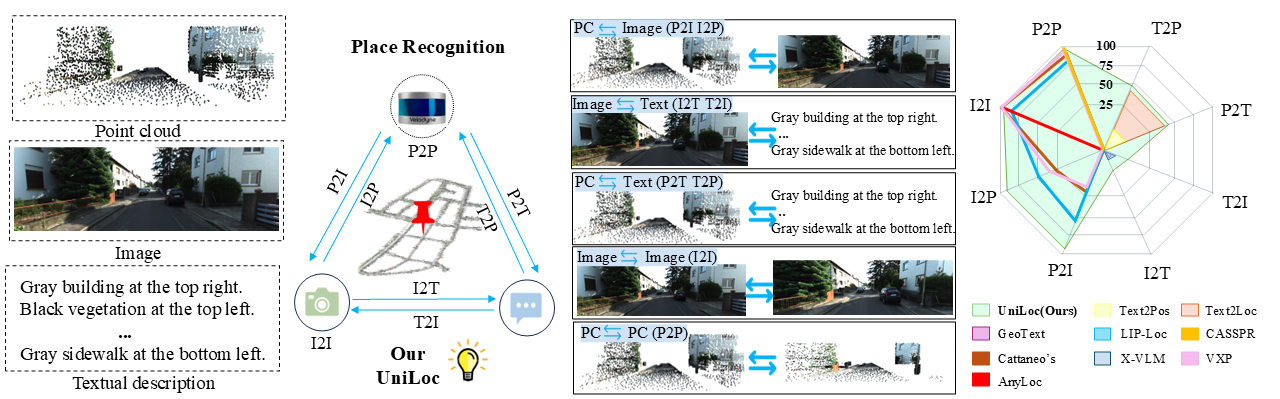 Point cloud
Image
Gray building at the top right.
Black vegetation at the top left.
...
Gray sidewalk at the bottom left.
Textual description
Place Recognition
Velodyne
P2P
P2I
I2P
P2T
T2P
I2T
T2I
I2I
Our
UniLoc
PC Image (P2I I2P)
Image Text (I2T T2I)
Gray building at the top right.
...
Gray sidewalk at the bottom left.
PC Text (P2T T2P)
Gray building at the top right.
..
Gray sidewalk at the bottom left.
Image Image (I2I)
PC PC (P2P)
P2P
T2P
P2T
T2I
I2T
P2I
I2P
I2I
100
75
50
25
UniLoc(Ours)
Text2Pos
Text2Loc
GeoText
LIP-Loc
CASSPR
Cattaneo's
X-VLM
VXP
AnyLoc